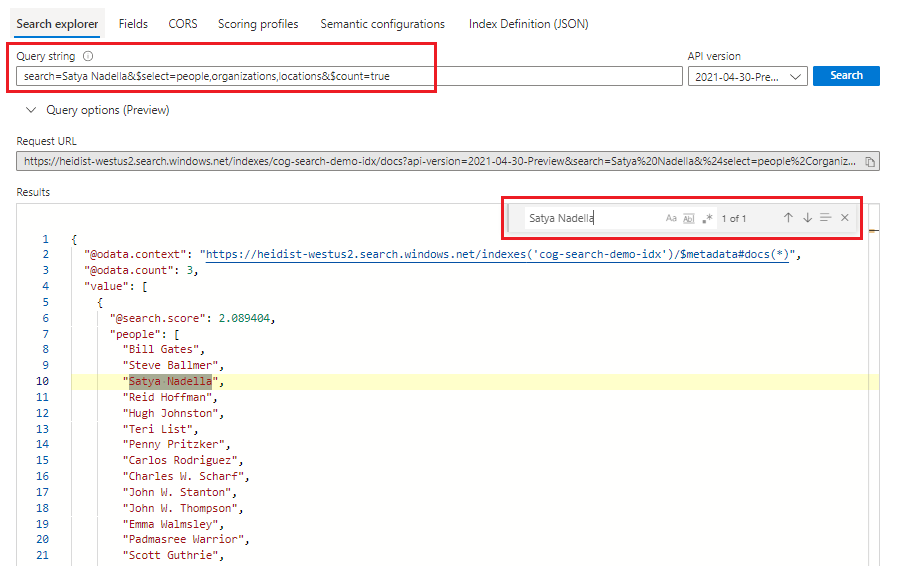 Search explorer Fields CORS Scoring profiles Semantic configurations Index Definition (JSON)
Query string API version
search=Satya Nadella&$select=people,organizations,locations&$count=true 2021-04-30-Pre... Search
Query options (Preview)
Request URL
https://heidist-westus2.search.windows.net/indexes/cog-search-demo-idx/docs?api-version=2021-04-30-Preview&search=Satya%20Nadella&%24select=people%2Corganiz...
Results
Satya Nadella Aa Ab .* 1 of 1
1 {
2 "@odata.context": "https://heidist-westus2.search.windows.net/indexes('cog-search-demo-idx')/$metadata#docs(*)",
3 "@odata.count": 3,
4 "value": [
5 {
6 "@search.score": 2.089404,
7 "people": [
8 "Bill Gates",
9 "Steve Ballmer",
10 "Satya Nadella",
11 "Reid Hoffman",
12 "Hugh Johnston",
13 "Teri List",
14 "Penny Pritzker",
15 "Carlos Rodriguez",
16 "Charles W. Scharf",
17 "John W. Stanton",
18 "John W. Thompson",
19 "Emma Walmsley",
20 "Padmasree Warrior",
21 "Scott Guthrie",